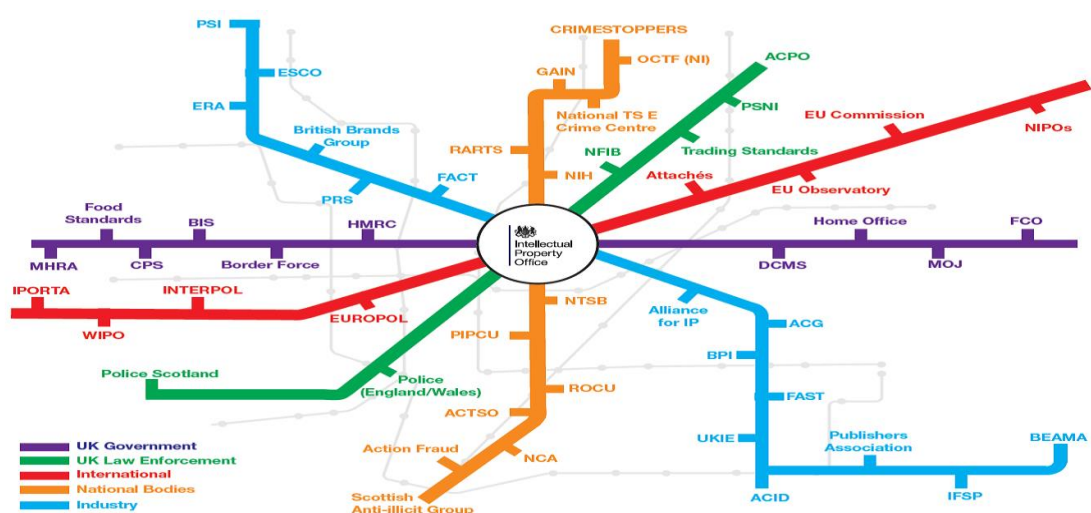 PSI
CRIMESTOPPERS
OCTF (NI)
ACPO
GAIN
ESCO
ERA
National TS E
Crime Centre
PSNI
EU Commission
NIPOs
British Brands
Group
RARTS
NFIB
Trading Standards
FACT
PRS
NIH
Attachés
EU Observatory
Food
Standards
BIS
HMRC
Home Office
FCO
Intellectual
Property
Office
MHRA
CPS
Border Force
DCMS
MOJ
IPORTA
INTERPOL
WIPO
EUROPOL
NTSB
Alliance
for IP
PIPCU
ACG
BPI
Police Scotland
Police
(England/Wales)
ROCU
FAST
ACTSO
UKIE
Action Fraud
NCA
Publishers
Association
BEAMA
Scottish
Anti-illicit Group
ACID
IFSP
UK Government
UK Law Enforcement
International
National Bodies
Industry